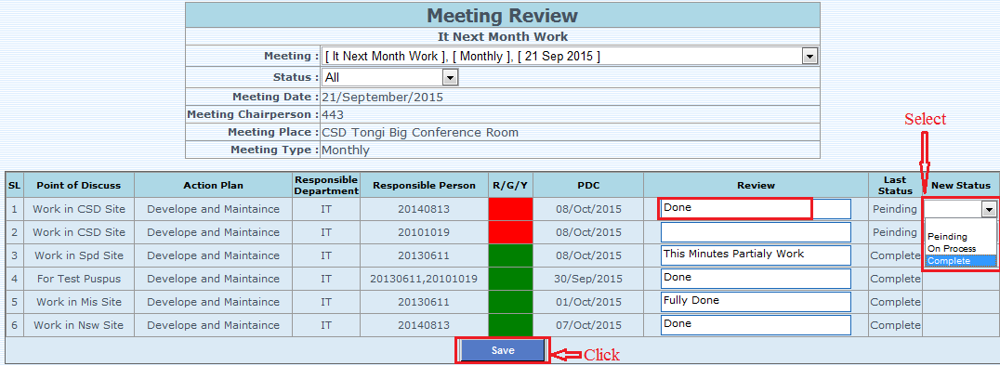 Meeting Review
It Next Month Work
Meeting : [ It Next Month Work ], [ Monthly ], [ 21 Sep 2015 ]
Status : All
Meeting Date : 21/September/2015
Meeting Chairperson : 443
Meeting Place : CSD Tongi Big Conference Room
Meeting Type : Monthly
Select
SL Point of Discuss Action Plan Responsible Department Responsible Person R/G/Y PDC Review Last Status New Status
1 Work in CSD Site Develope and Maintaince IT 20140813 08/Oct/2015 Done Peinding
2 Work in CSD Site Develope and Maintaince IT 20101019 08/Oct/2015 Peinding
Peinding
On Process
Complete
3 Work in Spd Site Develope and Maintaince IT 20130611 08/Oct/2015 This Minutes Partialy Work Complete
4 For Test Puspus Develope and Maintaince IT 20130611,20101019 30/Sep/2015 Done Complete
5 Work in Mis Site Develope and Maintaince IT 20130611 01/Oct/2015 Fully Done Complete
6 Work in Nsw Site Develope and Maintaince IT 20140813 07/Oct/2015 Done Complete
Save
Click